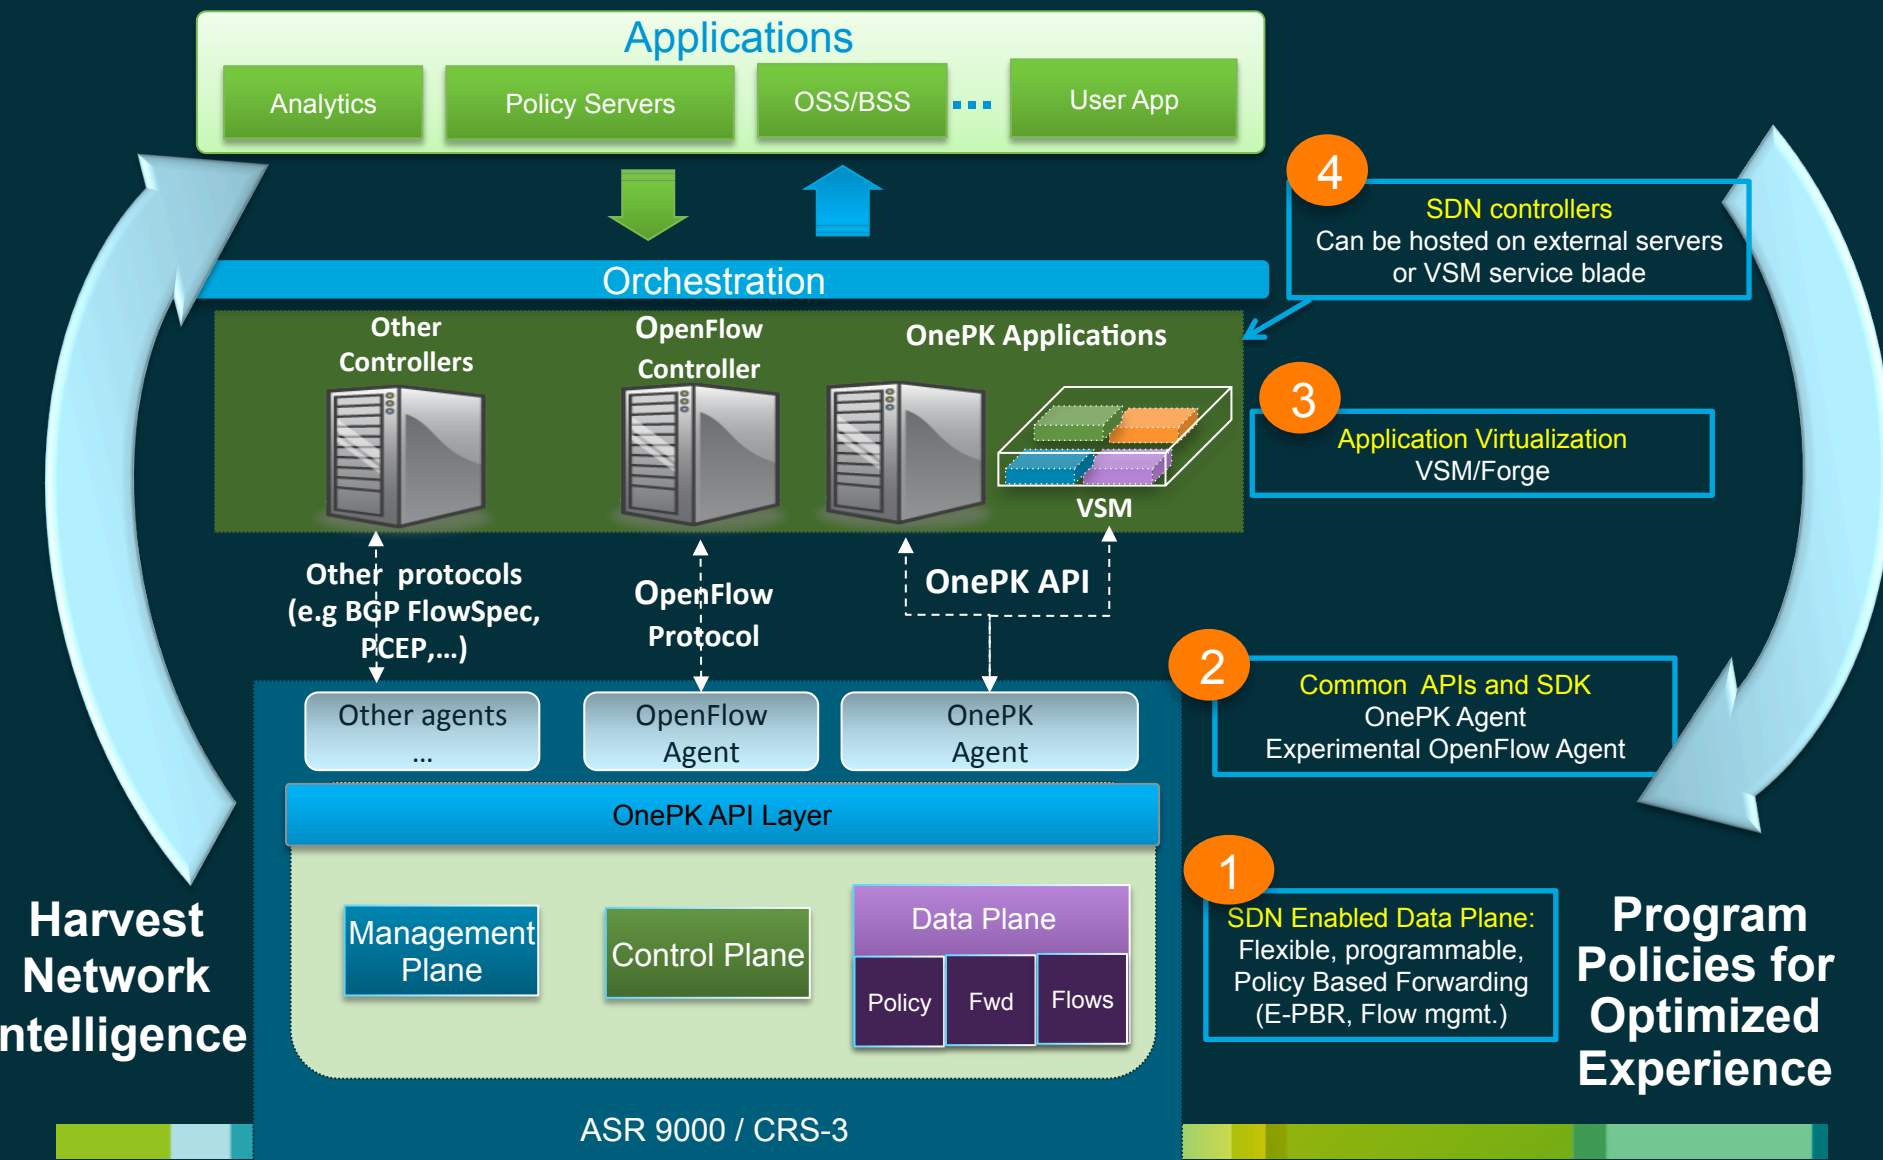 Applications
Analytics
Policy Servers
OSS/BSS
User App
4
SDN controllers
Can be hosted on external servers
or VSM service blade
Orchestration
Other
Controllers
OpenFlow
Controller
OnePK Applications
VSM
3
Application Virtualization
VSM/Forge
Other protocols
(e.g BGP FlowSpec,
PCEP,...)
OpenFlow
Protocol
OnePK API
2
Common APIs and SDK
OnePK Agent
Experimental OpenFlow Agent
Other agents
...
OpenFlow
Agent
OnePK
Agent
OnePK API Layer
1
SDN Enabled Data Plane:
Flexible, programmable,
Policy Based Forwarding
(E-PBR, Flow mgmt.)
Management
Plane
Control Plane
Data Plane
Policy
Fwd
Flows
ASR 9000 / CRS-3
Harvest
Network
ntelligence
Program
Policies for
Optimized
Experience